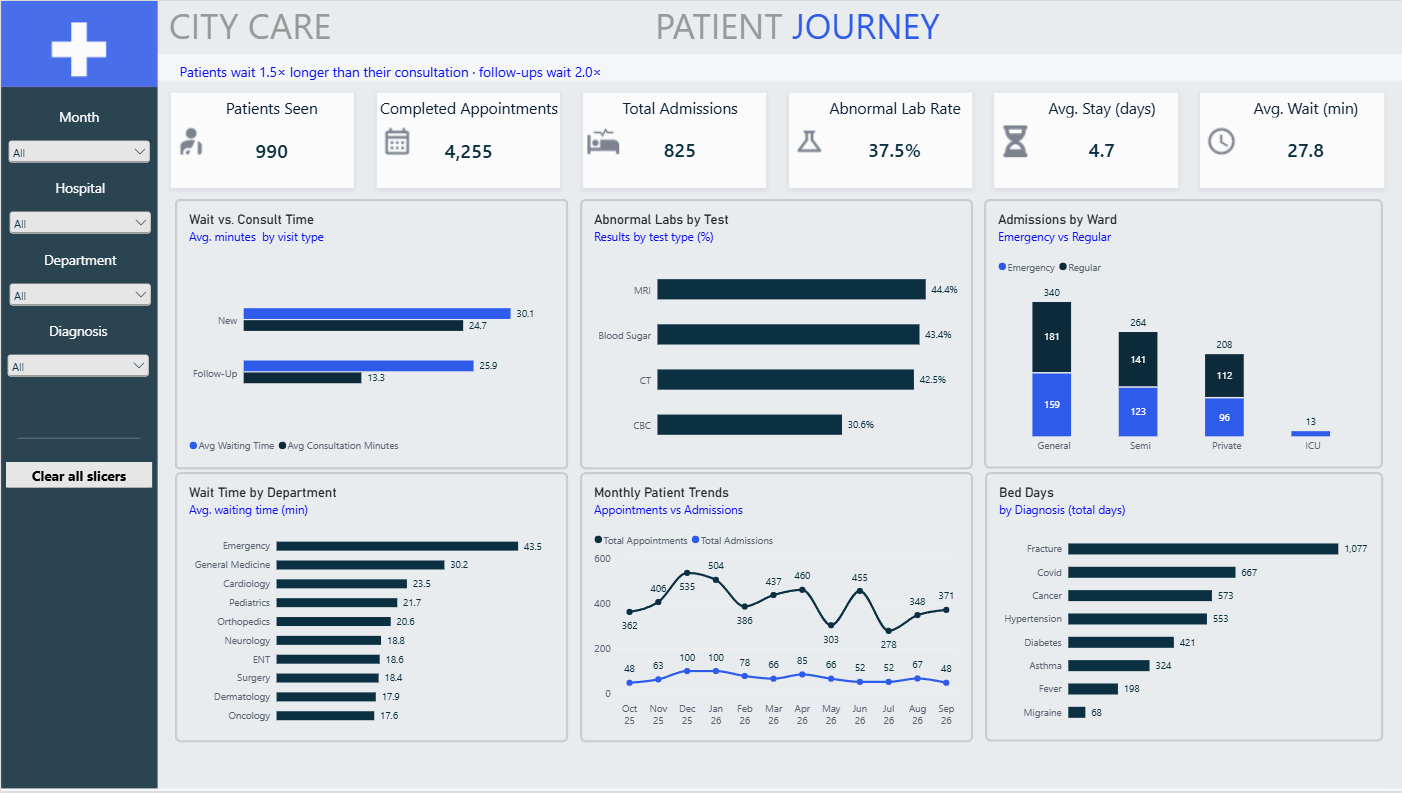 CITY CARE
PATIENT JOURNEY
Patients wait 1.5× longer than their consultation · follow-ups wait 2.0×
Month
All
Hospital
All
Department
All
Diagnosis
All
Clear all slicers
Patients Seen
990
Completed Appointments
4,255
Total Admissions
825
Abnormal Lab Rate
37.5%
Avg. Stay (days)
4.7
Avg. Wait (min)
27.8
Wait vs. Consult Time
Avg. minutes by visit type
New
30.1
24.7
Follow-Up
25.9
13.3
Avg Waiting Time
Avg Consultation Minutes
Abnormal Labs by Test
Results by test type (%)
MRI 44.4%
Blood Sugar 43.4%
CT 42.5%
CBC 30.6%
Admissions by Ward
Emergency vs Regular
Emergency Regular
340 264 208 13
181 141 112
159 123 96
General Semi Private ICU
Wait Time by Department
Avg. waiting time (min)
Emergency 43.5
General Medicine 30.2
Cardiology 23.5
Pediatrics 21.7
Orthopedics 20.6
Neurology 18.8
ENT 18.6
Surgery 18.4
Dermatology 17.9
Oncology 17.6
Monthly Patient Trends
Appointments vs Admissions
Total Appointments Total Admissions
600
400
200
0
362 406 535 504 386 437 460 303 455 278 348 371
48 63 100 100 78 66 85 66 52 52 67 48
Oct Nov Dec Jan Feb Mar Apr May Jun Jul Aug Sep
25 25 25 26 26 26 26 26 26 26 26 26
Bed Days
by Diagnosis (total days)
Fracture 1,077
Covid 667
Cancer 573
Hypertension 553
Diabetes 421
Asthma 324
Fever 198
Migraine 68